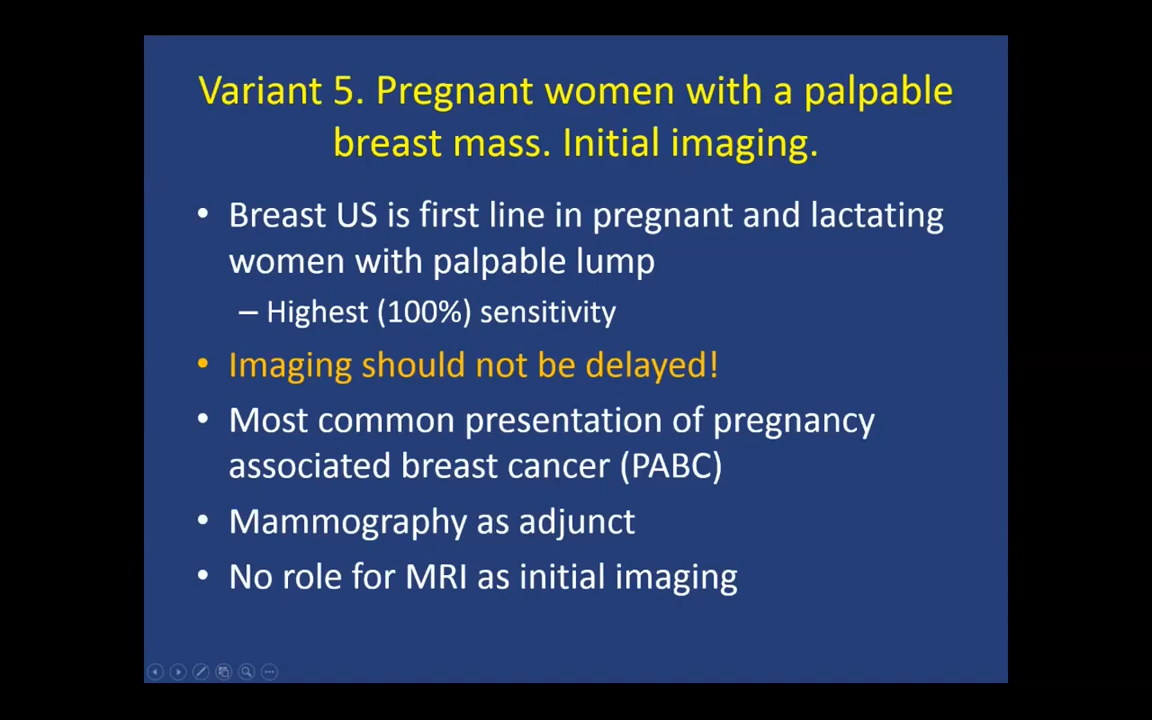 Variant 5. Pregnant women with a palpable
breast mass. Initial imaging.
• Breast US is first line in pregnant and lactating
women with palpable lump
– Highest (100%) sensitivity
• Imaging should not be delayed!
• Most common presentation of pregnancy
associated breast cancer (PABC)
• Mammography as adjunct
• No role for MRI as initial imaging